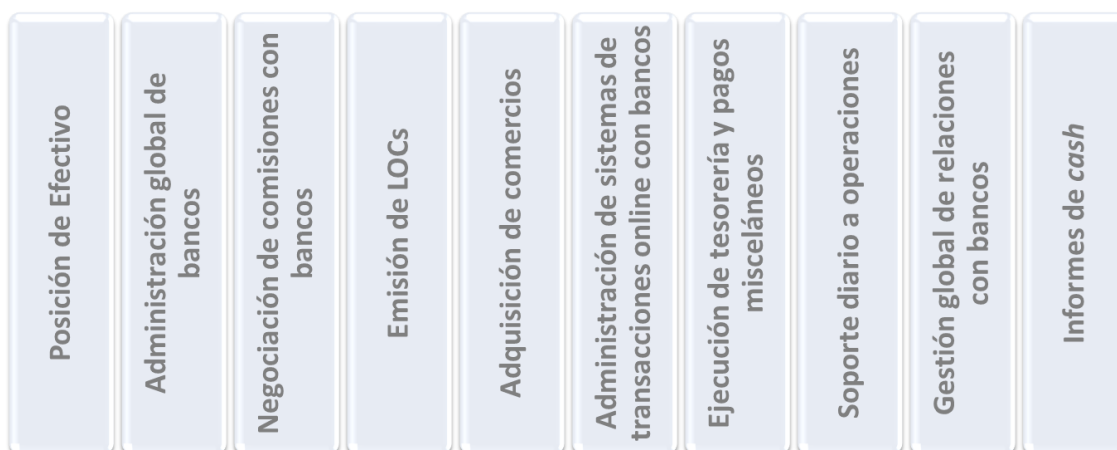 Posición de Efectivo
Administración global de
bancos
Negociación de comisiones con
bancos
Emisión de LOCs
Adquisición de comercios
Administración de sistemas de
transacciones online con bancos
Ejecución de tesorería y pagos
misceláneos
Soporte diario a operaciones
Gestión global de relaciones
con bancos
Informes de cash